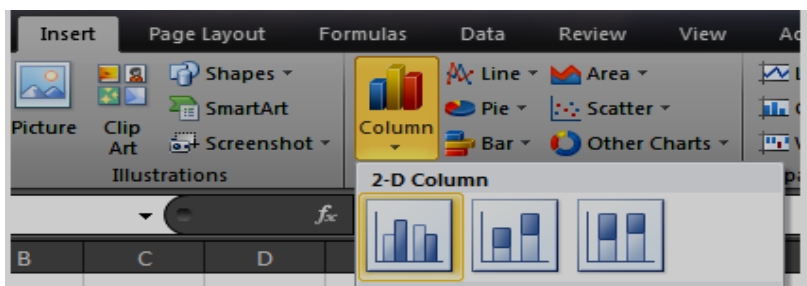 Insert Page Layout Formulas Data Review View
Picture
Clip Art
Shapes
SmartArt
Screenshot
Illustrations
Column
Line
Pie
Bar
Area
Scatter
Other Charts
2-D Column
fx
B C D